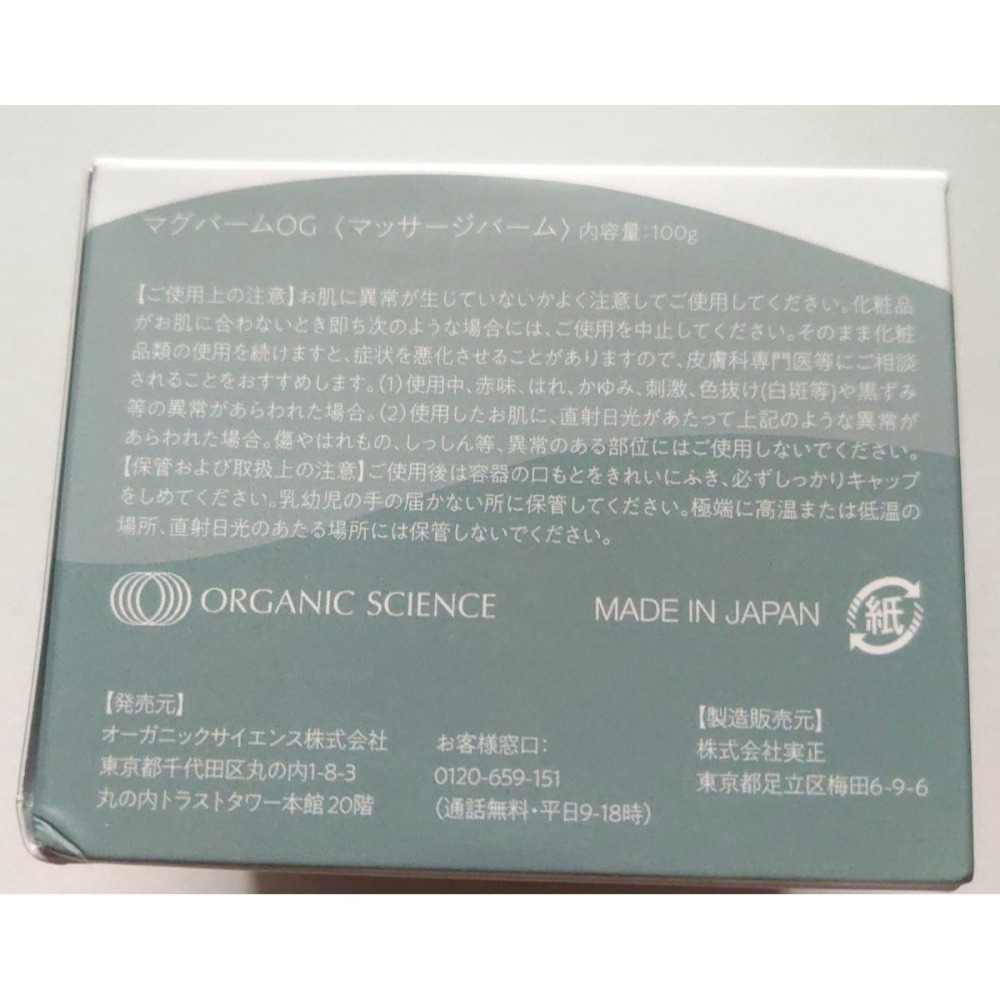 マグバームOG〈マッサージバーム〉内容量:100g
【ご使用上の注意】お肌に異常が生じていないかよく注意してご使用してください。化粧品
がお肌に合わないとき即ち次のような場合には、ご使用を中止してください。そのまま化粧
品類の使用を続けますと、症状を悪化させることがありますので、皮膚科専門医等にご相談
されることをおすすめします。(1)使用中、赤味、はれ、かゆみ、刺激、色抜け(白斑等)や黒ずみ
等の異常があらわれた場合。(2)使用したお肌に、直射日光があたって上記のような異常が
あらわれた場合。傷やはれもの、しっしん等、異常のある部位にはご使用しないでください。
【保管および取扱上の注意】ご使用後は容器の口もとをきれいにふき、必ずしっかりキャップ
をしめてください。乳幼児の手の届かない所に保管してください。極端に高温または低温の
場所、直射日光のあたる場所には保管しないでください。
ORGANIC SCIENCE
MADE IN JAPAN
紙
【発売元】
オーガニックサイエンス株式会社
東京都千代田区丸の内1-8-3
丸の内トラストタワー本館20階
お客様窓口:
0120-659-151
(通話無料・平日9-18時)
【製造販売元】
株式会社実正
東京都足立区梅田6-9-6